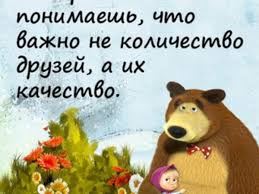 понимаешь, что
важно не количество
друзей, а их
качество.